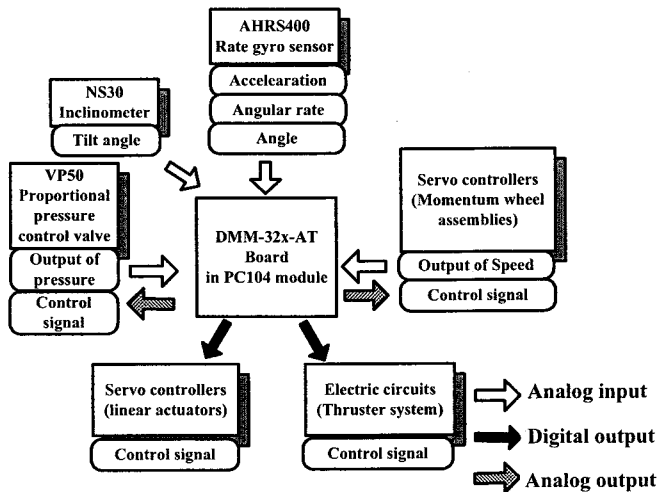 AHRS400
Rate gyro sensor
Accelcaration
Angular rate
Angle
NS30
Inclinomctcr
Tilt angle
VP50
Proportional
pressure
control valve
Output of
pressure
Control
signal
DMM-32x-AT
Board
in PC104 module
Servo controllers
(Momentum wheel
assemblies)
Output of Speed
Control signal
Servo controllers
(linear actuators)
Control signal
Electric circuits
(Thruster system)
Control signal
Analog input
Digital output
Analog output